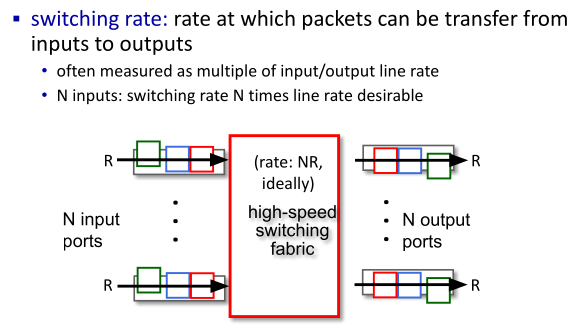 ▪ switching rate: rate at which packets can be transfer from
inputs to outputs
• often measured as multiple of input/output line rate
• N inputs: switching rate N times line rate desirable
R
(rate: NR,
ideally)
R
N input
ports
high-speed
switching
fabric
N output
ports
R
R